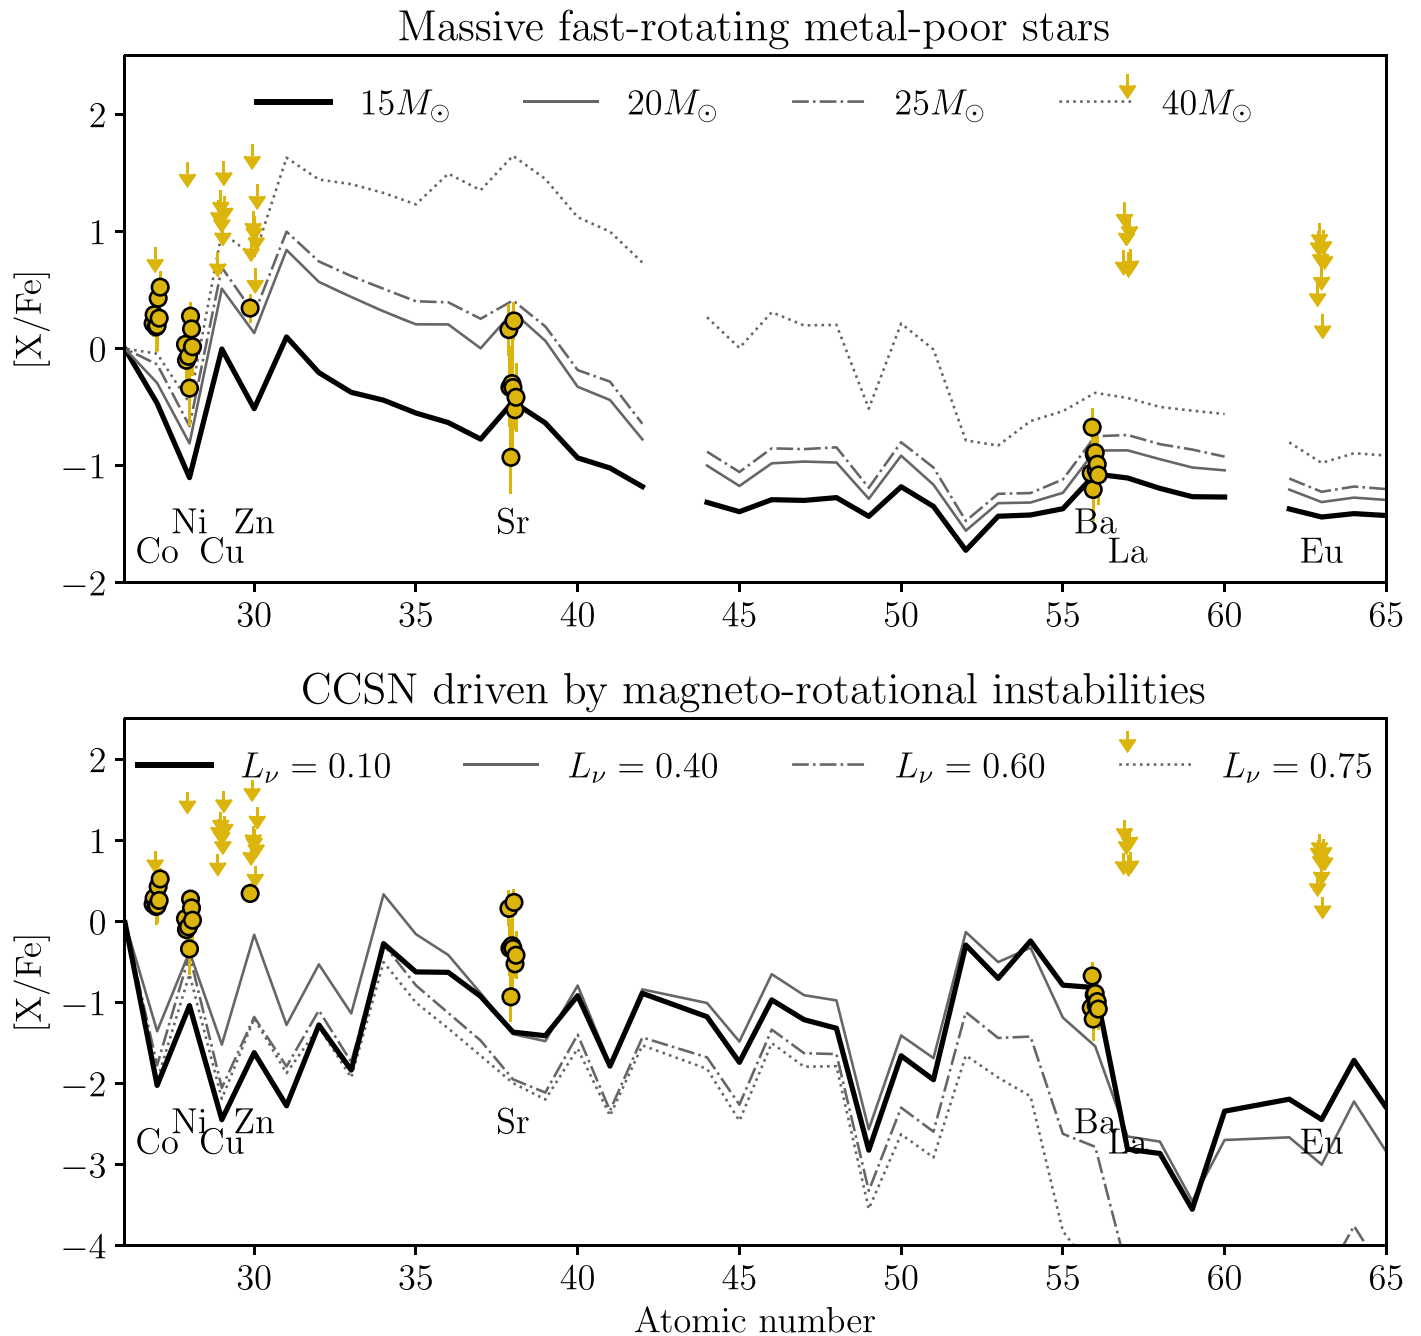 Massive fast-rotating metal-poor stars
15M⊙ 20M⊙ 25M⊙ 40M⊙
2
1
0
−1
−2
[X/Fe]
Ni Zn Sr Ba
Co Cu La Eu
30 35 40 45 50 55 60 65
CCSN driven by magneto-rotational instabilities
Lν = 0.10 Lν = 0.40 Lν = 0.60 Lν = 0.75
2
1
0
−1
−2
−3
−4
[X/Fe]
Ni Zn Sr Ba
Co Cu La Eu
30 35 40 45 50 55 60 65
Atomic number